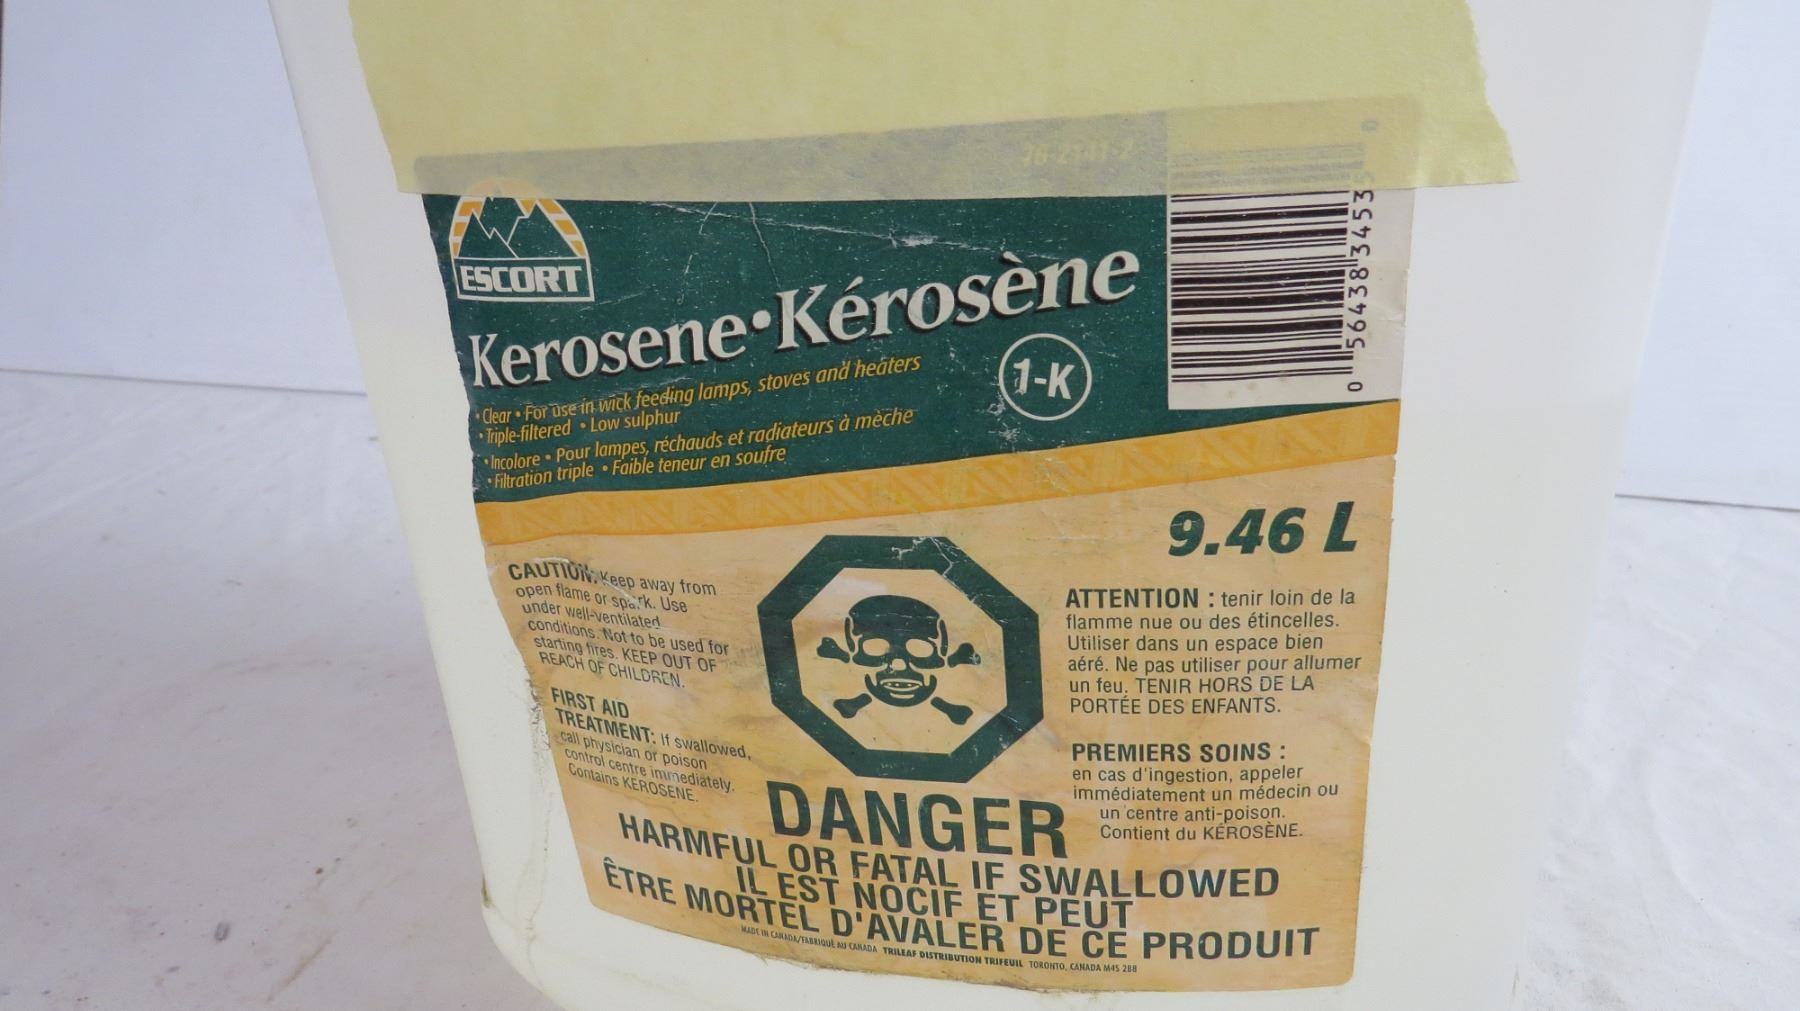 76-2141-2
ESCORT
Kerosene•Kérosène
1-K
• Clear • For use in wick feeding lamps, stoves and heaters
• Triple-filtered • Low sulphur
• Incolore • Pour lampes, réchauds et radiateurs à mèche
• Filtration triple • Faible teneur en soufre
0 56438 3453
9.46 L
CAUTION: Keep away from
open flame or spark. Use
under well-ventilated
conditions. Not to be used for
starting fires. KEEP OUT OF
REACH OF CHILDREN.
FIRST AID
TREATMENT: If swallowed,
call physician or poison
control centre immediately.
Contains KEROSENE.
ATTENTION : tenir loin de la
flamme nue ou des étincelles.
Utiliser dans un espace bien
aéré. Ne pas utiliser pour allumer
un feu. TENIR HORS DE LA
PORTÉE DES ENFANTS.
PREMIERS SOINS :
en cas d'ingestion, appeler
immédiatement un médecin ou
un centre anti-poison.
Contient du KÉROSÈNE.
DANGER
HARMFUL OR FATAL IF SWALLOWED
IL EST NOCIF ET PEUT
ÊTRE MORTEL D'AVALER DE CE PRODUIT
MADE IN CANADA/FABRIQUÉ AU CANADA TRILEAF DISTRIBUTION TRIFEUIL TORONTO, CANADA M4S 2B8